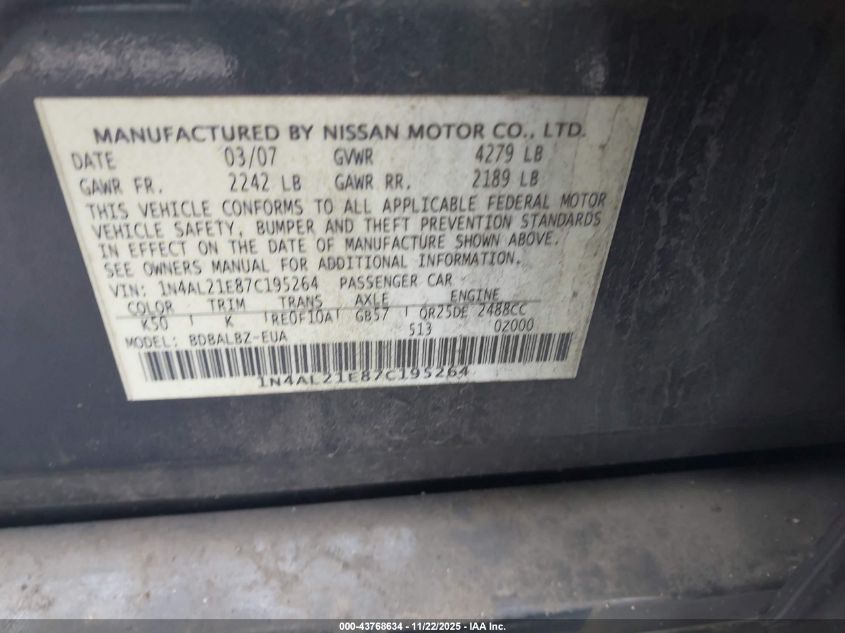 MANUFACTURED BY NISSAN MOTOR CO., LTD.
DATE 03/07 GVWR 4279 LB
GAWR FR. 2242 LB GAWR RR. 2189 LB
THIS VEHICLE CONFORMS TO ALL APPLICABLE FEDERAL MOTOR
VEHICLE SAFETY, BUMPER AND THEFT PREVENTION STANDARDS
IN EFFECT ON THE DATE OF MANUFACTURE SHOWN ABOVE.
SEE OWNERS MANUAL FOR ADDITIONAL INFORMATION.
VIN: 1N4AL21E87C195264 PASSENGER CAR
COLOR TRIM TRANS AXLE ENGINE
K50 K RE0F10A GB57 QR25DE 2488CC
513 0Z000
MODEL: BDBALBZ-EUA
1N4AL21E87C195264
000-43768634 - 11/22/2025 - IAA Inc.